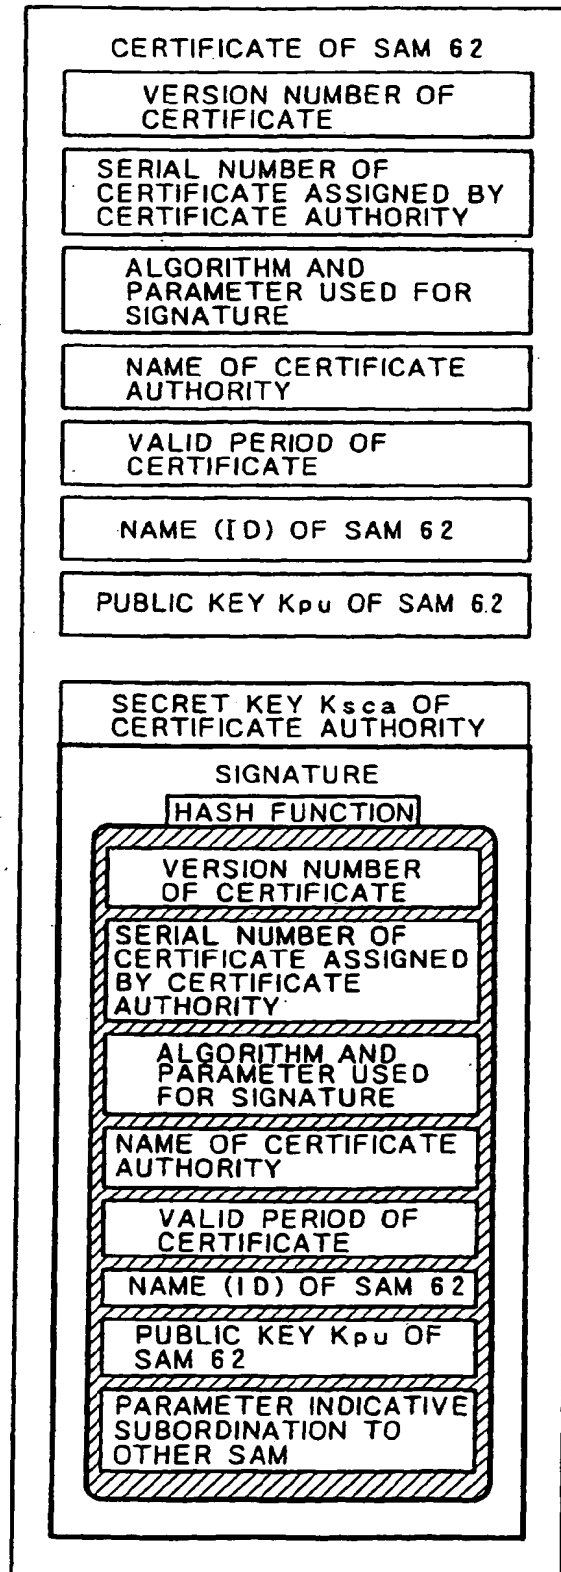 CERTIFICATE OF SAM 62
VERSION NUMBER OF
CERTIFICATE
SERIAL NUMBER OF
CERTIFICATE ASSIGNED BY
CERTIFICATE AUTHORITY
ALGORITHM AND
PARAMETER USED FOR
SIGNATURE
NAME OF CERTIFICATE
AUTHORITY
VALID PERIOD OF
CERTIFICATE
NAME (ID) OF SAM 62
PUBLIC KEY Kpu OF SAM 62
SECRET KEY Ksca OF
CERTIFICATE AUTHORITY
SIGNATURE
HASH FUNCTION
VERSION NUMBER
OF CERTIFICATE
SERIAL NUMBER OF
CERTIFICATE ASSIGNED
BY CERTIFICATE
AUTHORITY
ALGORITHM AND
PARAMETER USED
FOR SIGNATURE
NAME OF CERTIFICATE
AUTHORITY
VALID PERIOD OF
CERTIFICATE
NAME (ID) OF SAM 62
PUBLIC KEY Kpu OF
SAM 62
PARAMETER INDICATIVE
SUBORDINATION TO
OTHER SAM